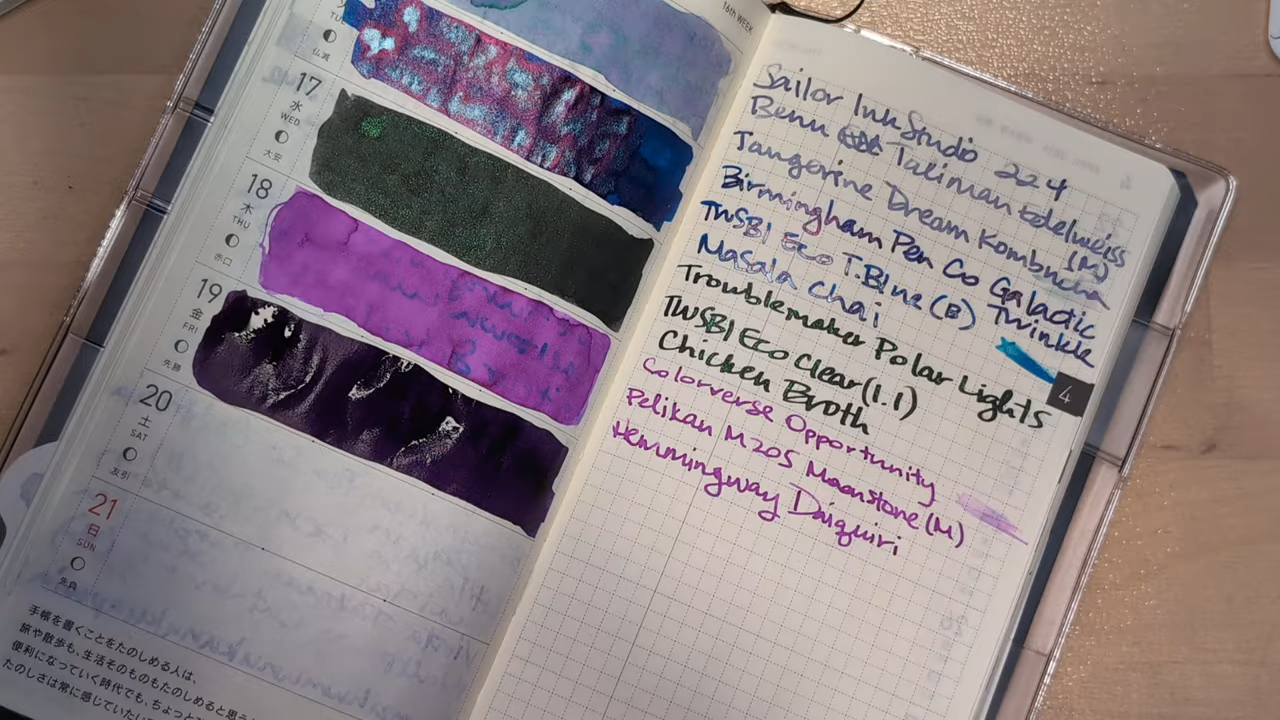 16th WEEK
TUE
仏滅
17
水
WED
大安
18
木
THU
赤口
19
金
FRI
先勝
20
土
SAT
友引
21
日
SUN
先負
手帳を書くことをたのしめる人は、
旅や散歩も、生活そのものもたのしめると思う
便利になっていく時代でも、ちょっと
たのしさは常に感じていたい
Sailor Ink Studio 224
Benu Taliman Edelweiss (M)
Tangerine Dream Kombucha
Birmingham Pen Co Galactic Twinkle
TWSBI Eco T.Blue (B)
Masala Chai
Troublemaker Polar Lights
TWSBI Eco Clear (1.1)
Chicken Broth
Colorverse Opportunity
Pelikan M205 Moonstone (M)
Hemmingway Daiquiri
4